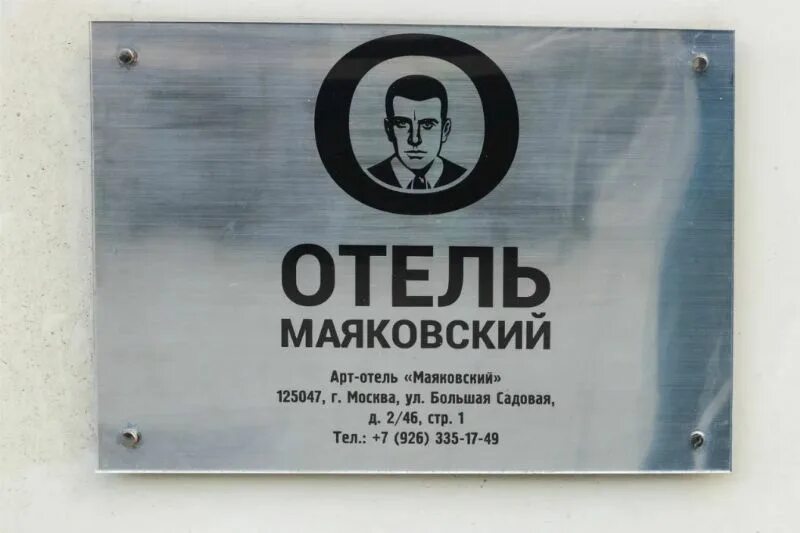 ОТЕЛЬ
МАЯКОВСКИЙ
Арт-отель «Маяковский»
125047, г. Москва, ул. Большая Садовая,
д. 2/46, стр. 1
Тел.: +7 (926) 335-17-49